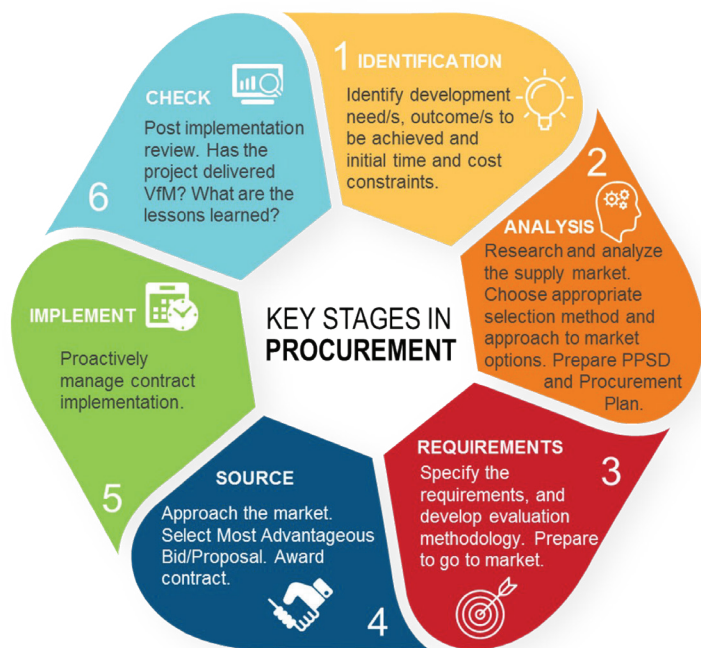 KEY STAGES IN
PROCUREMENT
1 IDENTIFICATION
Identify development
need/s, outcome/s to
be achieved and
initial time and cost
constraints.
2
ANALYSIS
Research and analyze
the supply market.
Choose appropriate
selection method and
approach to market
options. Prepare PPSD
and Procurement
Plan.
3
REQUIREMENTS
Specify the
requirements, and
develop evaluation
methodology. Prepare
to go to market.
SOURCE
Approach the market.
Select Most Advantageous
Bid/Proposal. Award
contract.
4
IMPLEMENT
Proactively
manage contract
implementation.
5
CHECK
Post implementation
review. Has the
project delivered
VfM? What are the
lessons learned?
6